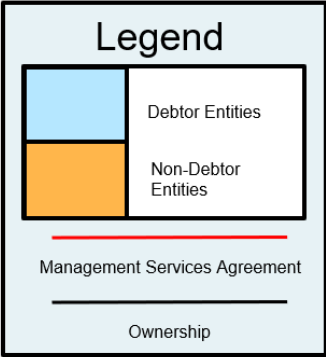 Legend
Debtor Entities
Non-Debtor
Entities
Management Services Agreement
Ownership